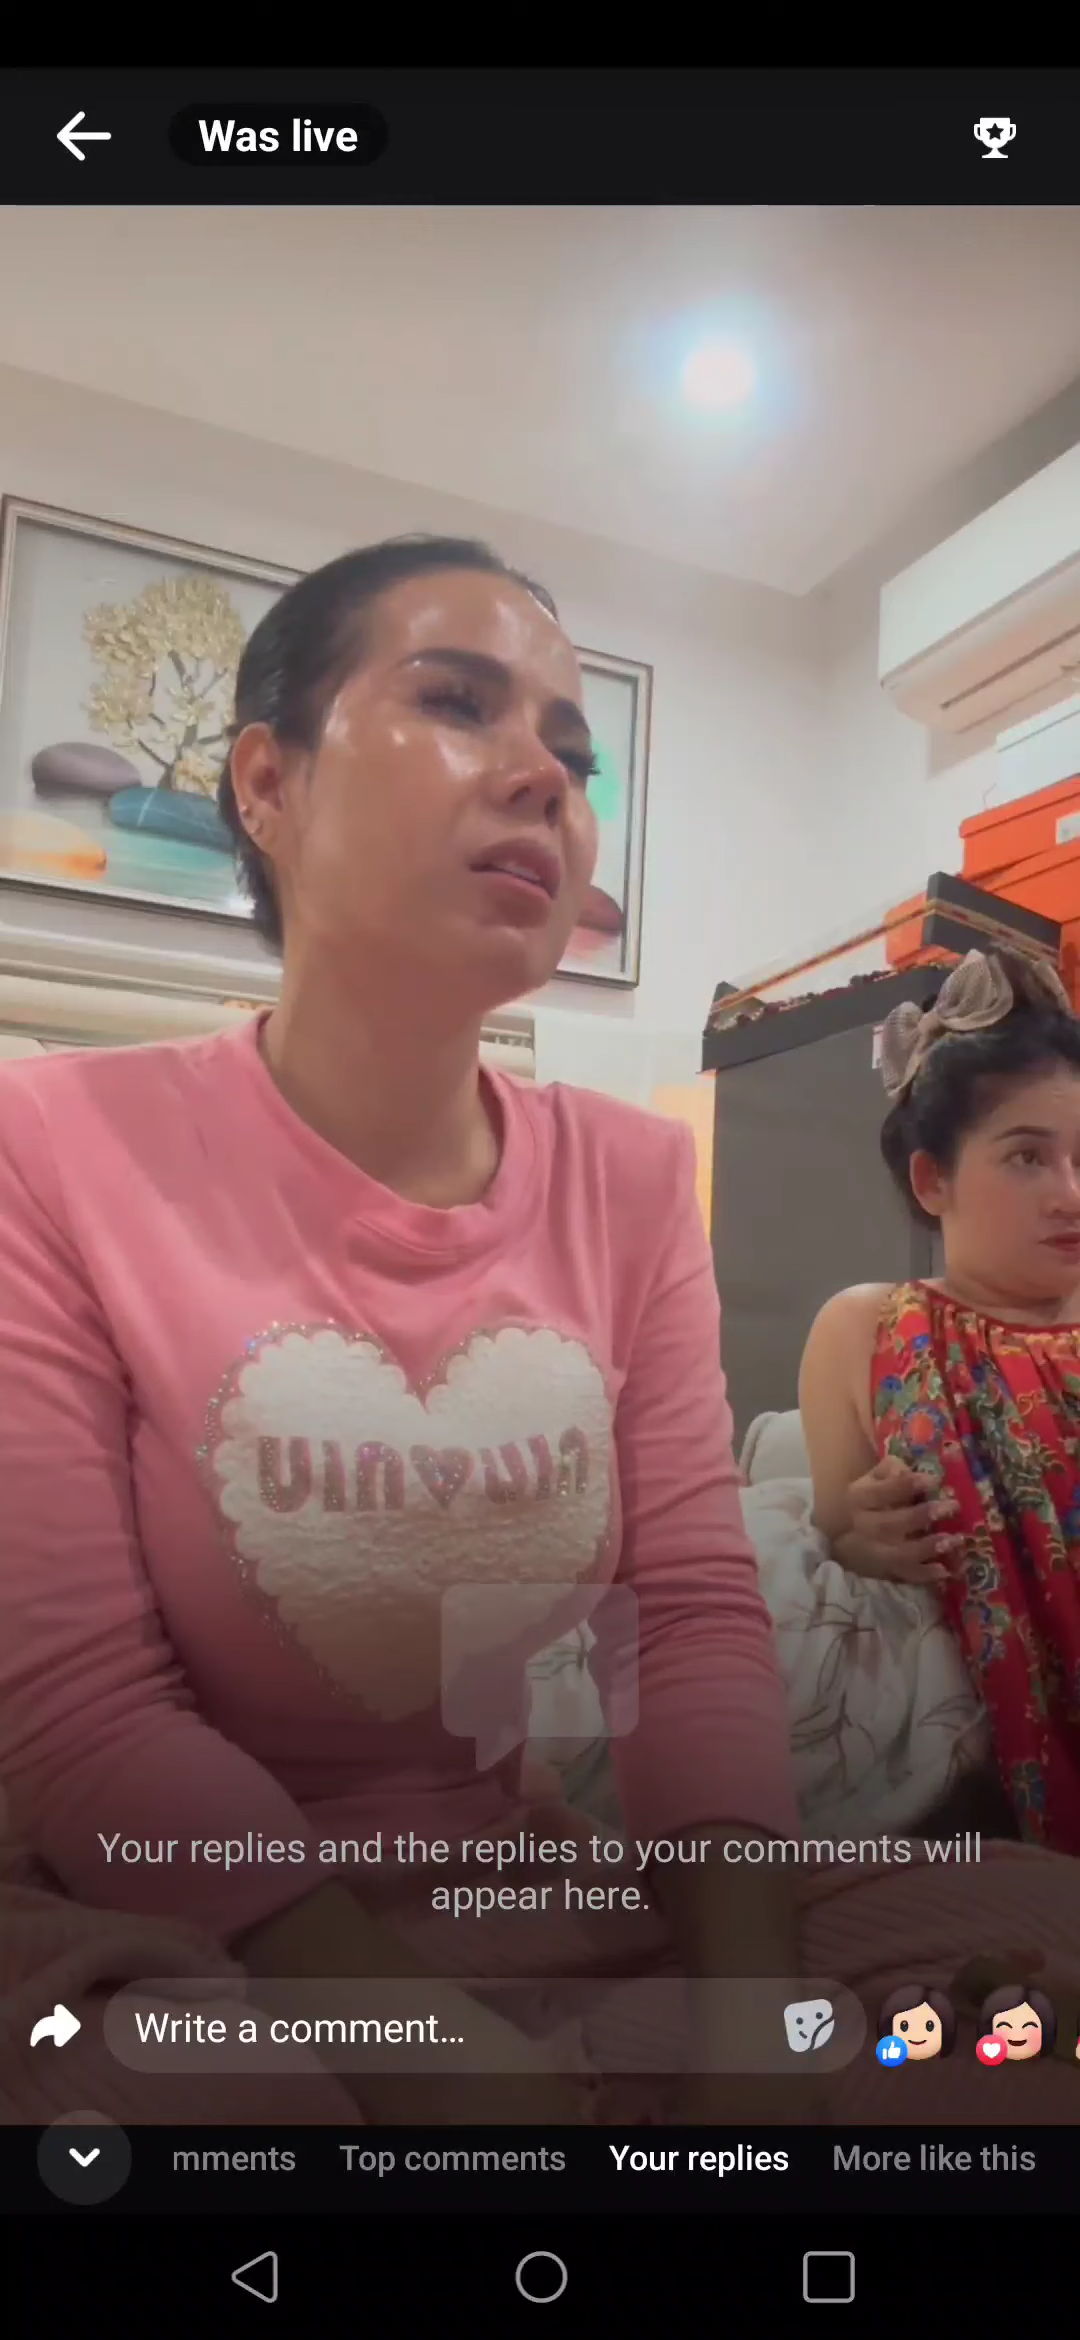 Was live
Your replies and the replies to your comments will
appear here.
Write a comment...
mments
Top comments
Your replies
More like this